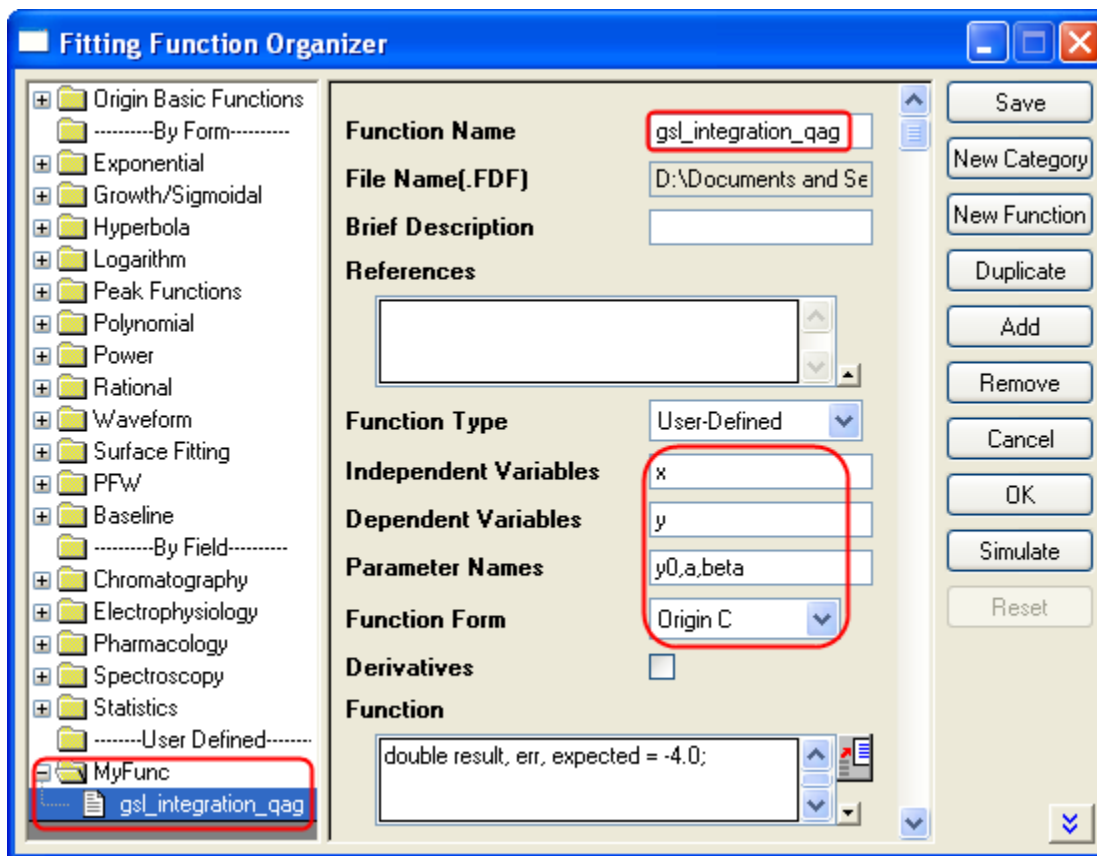 Fitting Function Organizer
Origin Basic Functions
----------By Form----------
Exponential
Growth/Sigmoidal
Hyperbola
Logarithm
Peak Functions
Polynomial
Power
Rational
Waveform
Surface Fitting
PFW
Baseline
----------By Field---------
Chromatography
Electrophysiology
Pharmacology
Spectroscopy
Statistics
--------User Defined-------
MyFunc
gsl_integration_qag
Function Name gsl_integration_qag
File Name(.FDF) D:\Documents and Se
Brief Description
References
Function Type User-Defined
Independent Variables x
Dependent Variables y
Parameter Names y0,a,beta
Function Form Origin C
Derivatives
Function
double result, err, expected = -4.0;
Save
New Category
New Function
Duplicate
Add
Remove
Cancel
OK
Simulate
Reset